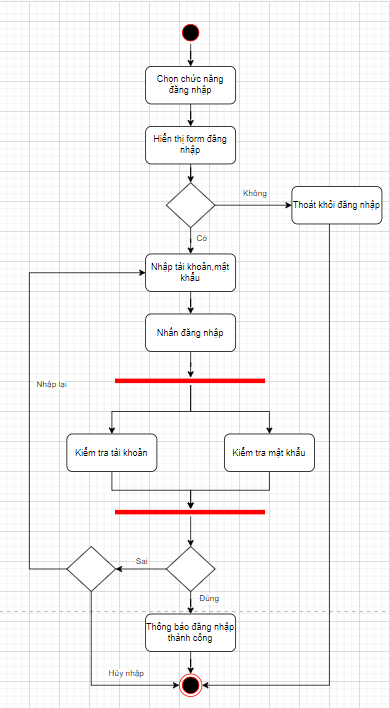 Chọn chức năng
đăng nhập
Hiển thị form đăng
nhập
Không
Thoát khỏi đăng nhập
Có
Nhập tài khoản,mật
khẩu
Nhấn đăng nhập
Nhập lại
Kiểm tra tài khoản
Kiểm tra mật khẩu
Sai
Đúng
Thông báo đăng nhập
thành công
Hủy nhập